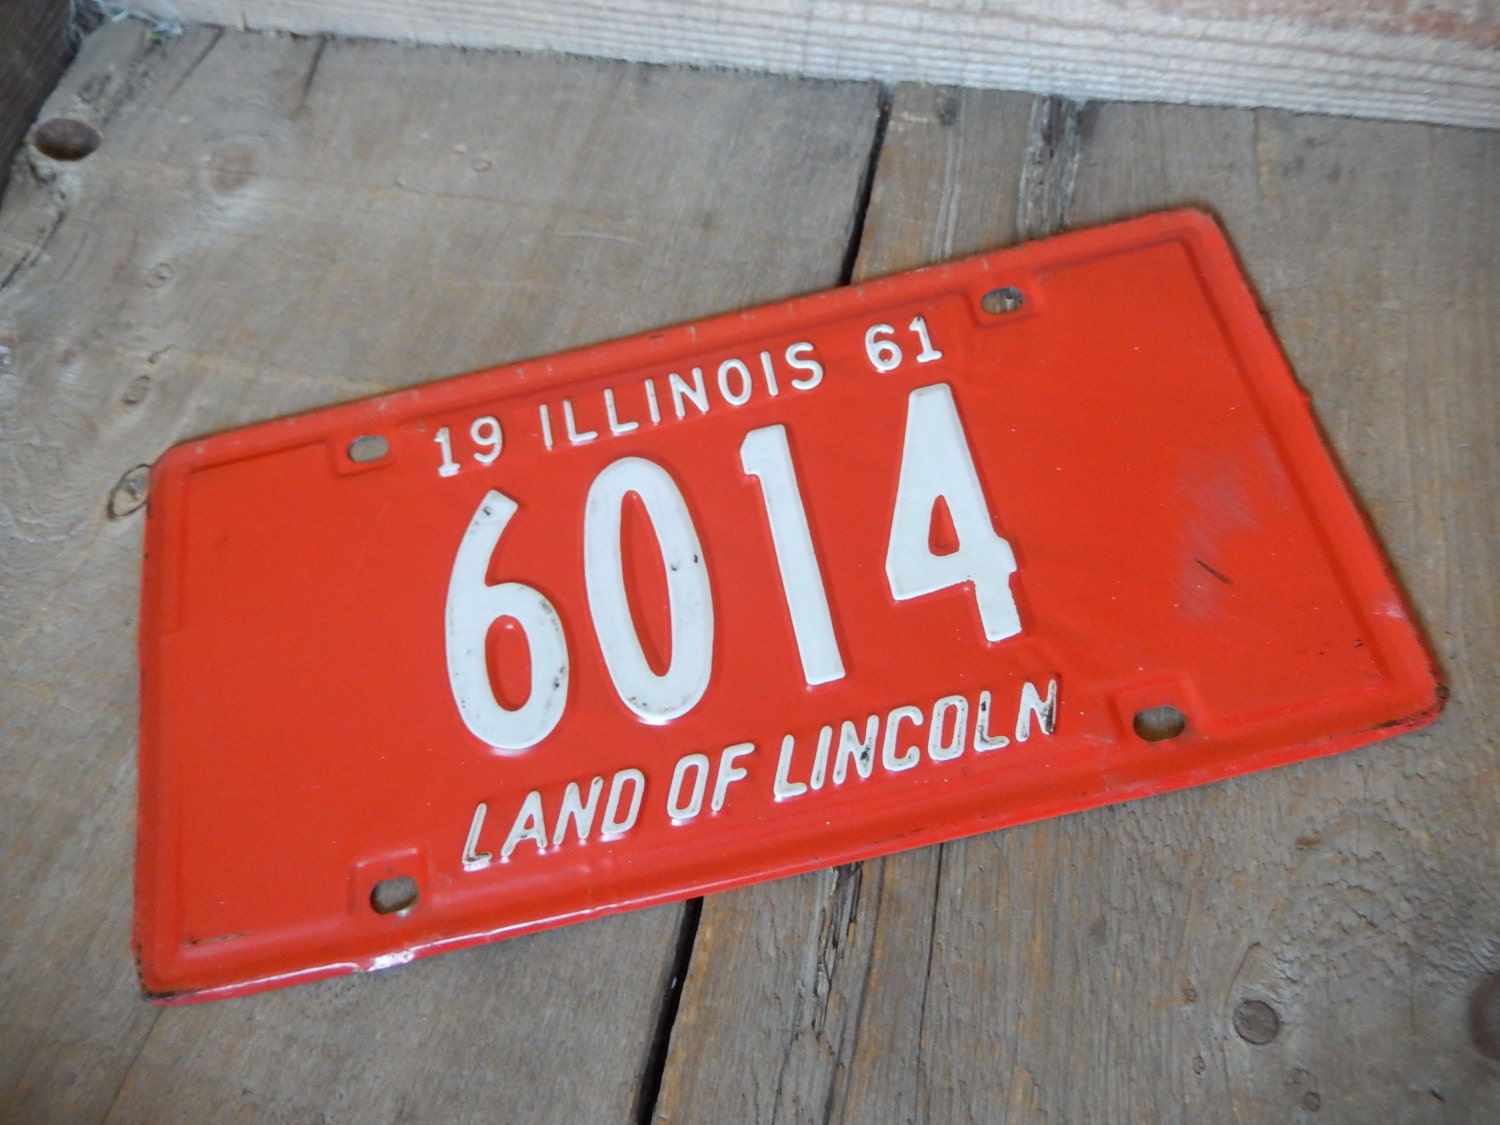 19 ILLINOIS 61
6014
LAND OF LINCOLN